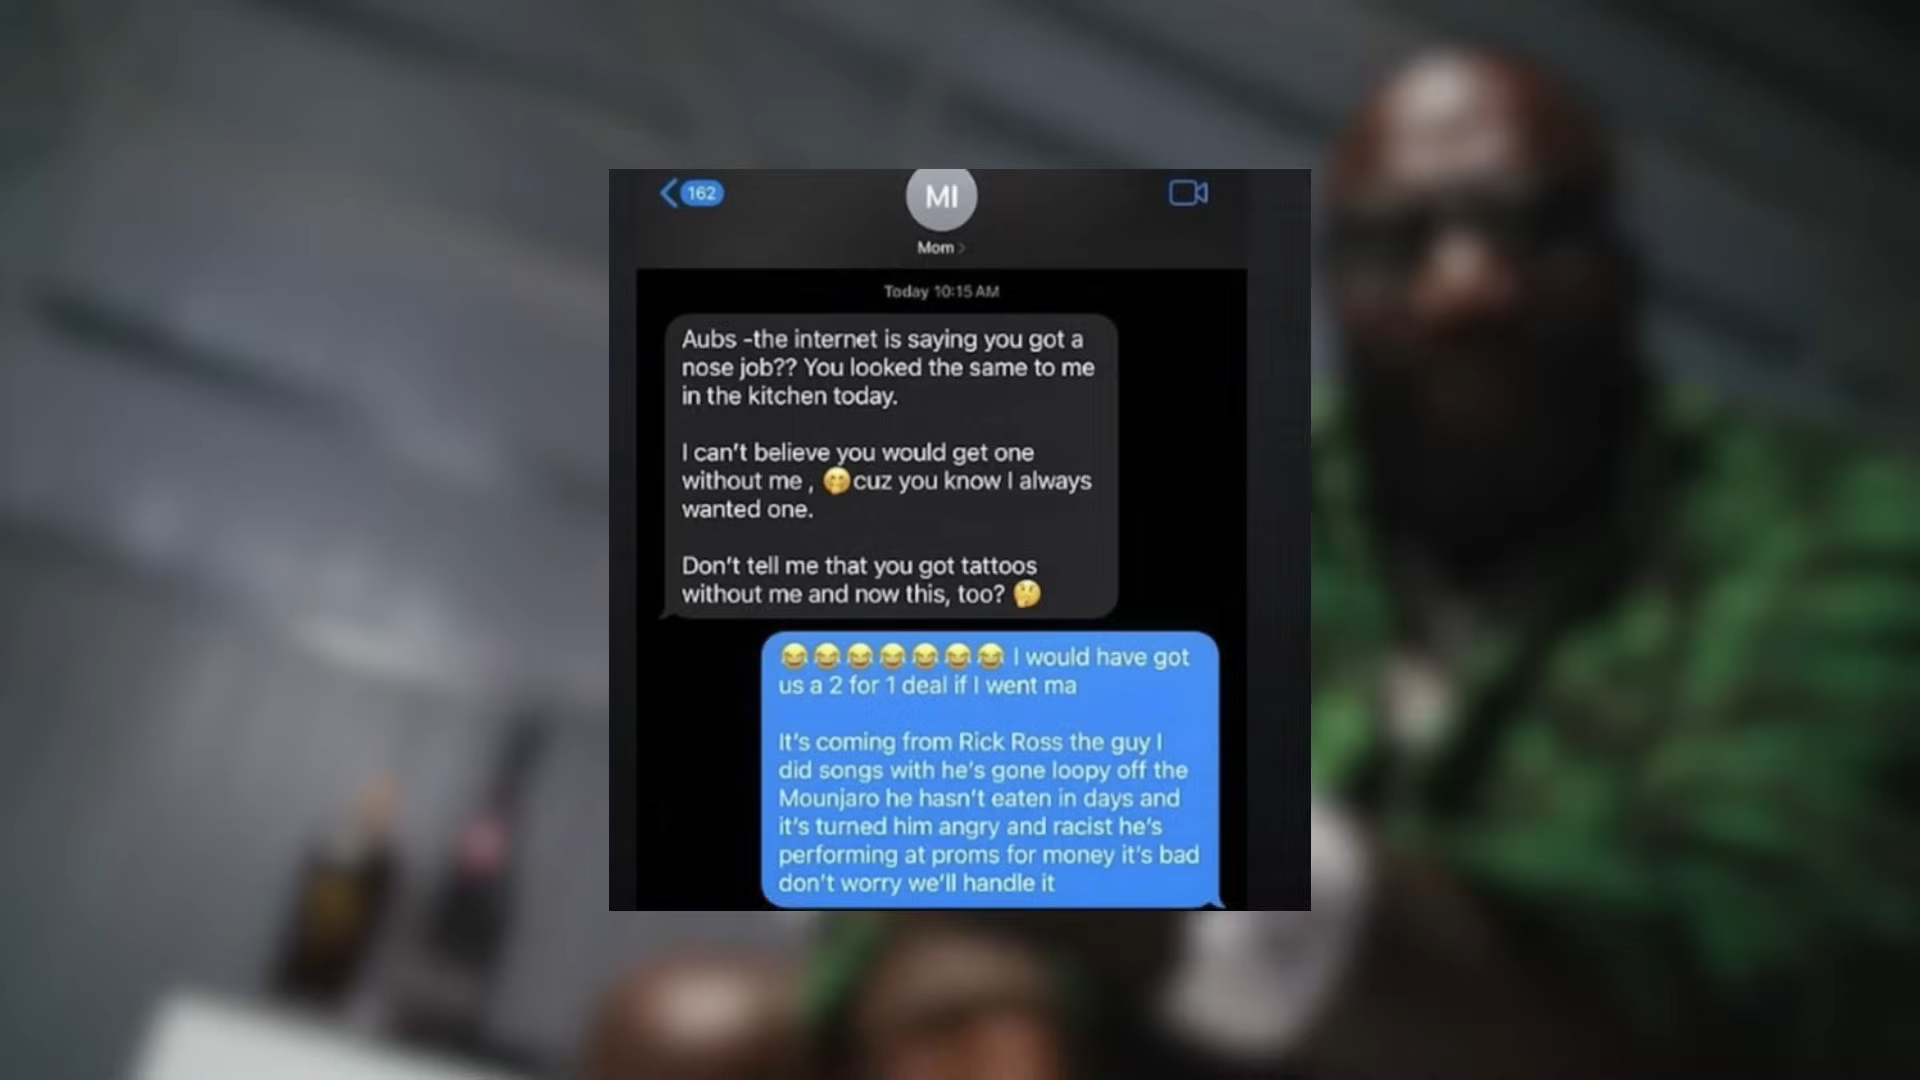 162
MI
Mom >
Today 10:15 AM
Aubs -the internet is saying you got a
nose job?? You looked the same to me
in the kitchen today.
I can't believe you would get one
without me , 🤭cuz you know I always
wanted one.
Don't tell me that you got tattoos
without me and now this, too? 🤔
😂😂😂😂😂😂😂 I would have got
us a 2 for 1 deal if I went ma
It's coming from Rick Ross the guy I
did songs with he's gone loopy off the
Mounjaro he hasn't eaten in days and
it's turned him angry and racist he's
performing at proms for money it's bad
don't worry we'll handle it